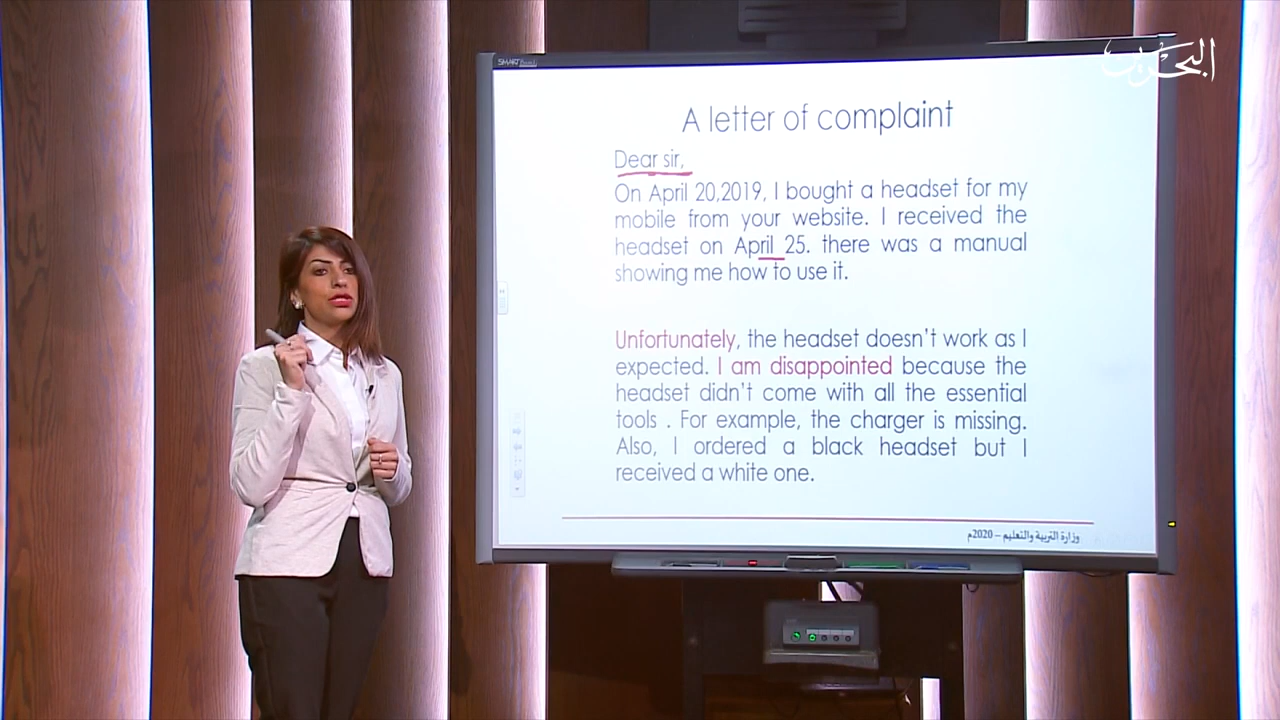 البحرين
SMART Board
A letter of complaint
Dear sir,
On April 20,2019, I bought a headset for my
mobile from your website. I received the
headset on April 25. there was a manual
showing me how to use it.
Unfortunately, the headset doesn't work as I
expected. I am disappointed because the
headset didn't come with all the essential
tools . For example, the charger is missing.
Also, I ordered a black headset but I
received a white one.
وزارة التربية والتعليم – 2020م